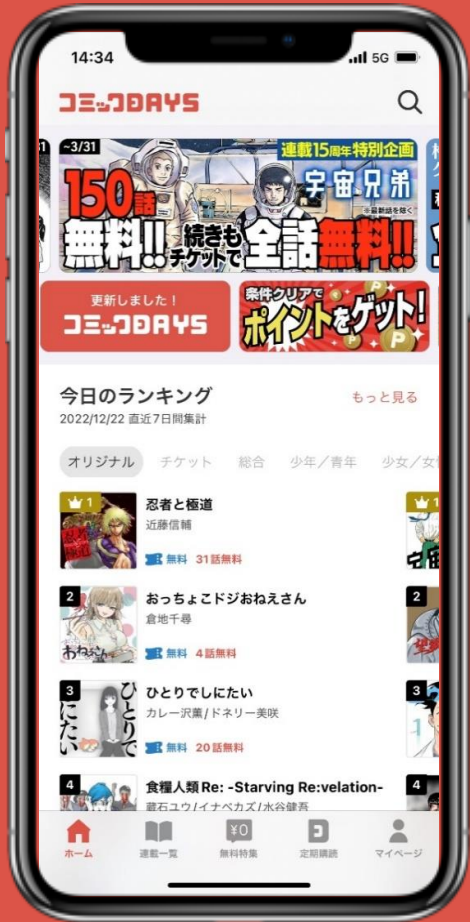 14:34
5G
コミックDAYS
~3/31
連載15周年特別企画
宇宙兄弟
※最新話を除く
150話
無料!!
続きも
チケットで
全話無料!!
更新しました!
コミックDAYS
条件クリアで
ポイントをゲット!
今日のランキング
もっと見る
2022/12/22 直近7日間集計
オリジナル
チケット
総合
少年/青年
少女/女
1
忍者と極道
近藤信輔
無料 31話無料
2
おっちょこドジおねえさん
倉地千尋
無料 4話無料
3
ひとりでしにたい
カレー沢薫/ドネリー美咲
無料 20話無料
4
食糧人類 Re: -Starving Re:velation-
蔵石ユウ/イナベカズ/水谷健吾
1
2
3
4
ホーム
連載一覧
¥0
無料特集
定期購読
マイページ